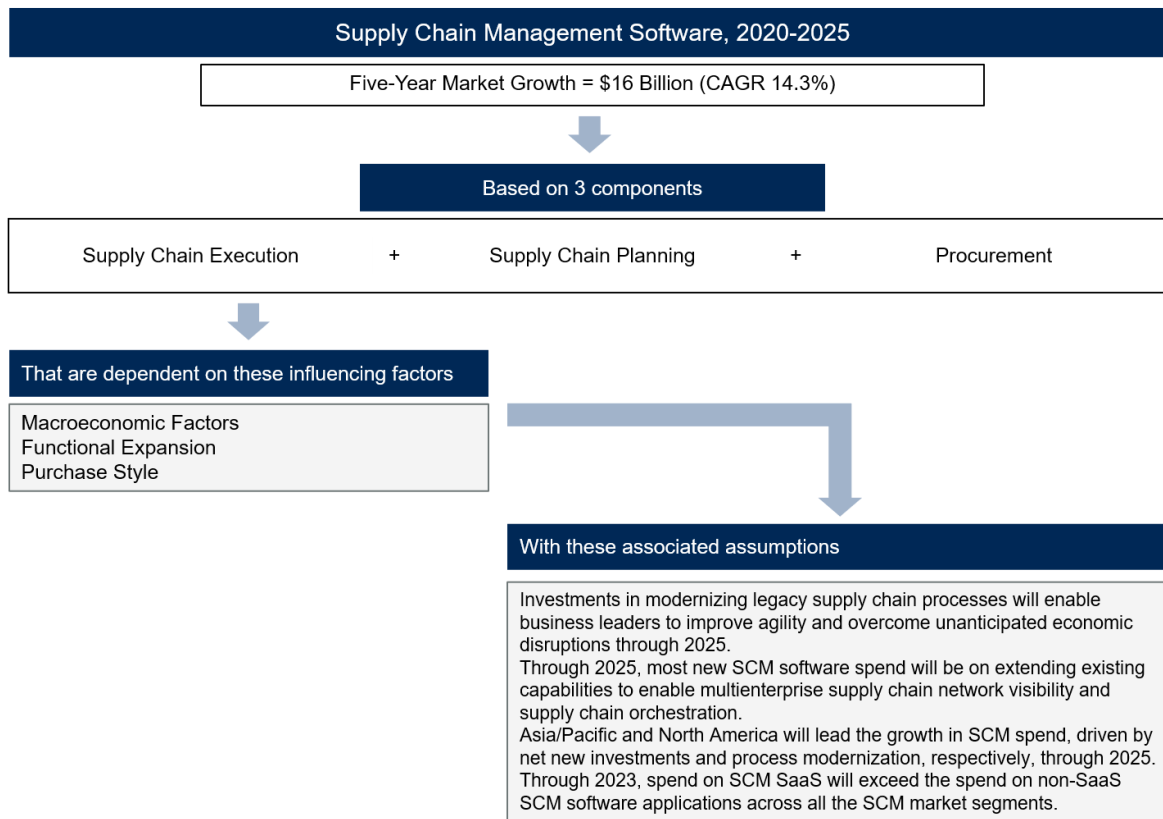 Supply Chain Management Software, 2020-2025
Five-Year Market Growth = $16 Billion (CAGR 14.3%)
Based on 3 components
Supply Chain Execution + Supply Chain Planning + Procurement
That are dependent on these influencing factors
Macroeconomic Factors
Functional Expansion
Purchase Style
With these associated assumptions
Investments in modernizing legacy supply chain processes will enable
business leaders to improve agility and overcome unanticipated economic
disruptions through 2025.
Through 2025, most new SCM software spend will be on extending existing
capabilities to enable multienterprise supply chain network visibility and
supply chain orchestration.
Asia/Pacific and North America will lead the growth in SCM spend, driven by
net new investments and process modernization, respectively, through 2025.
Through 2023, spend on SCM SaaS will exceed the spend on non-SaaS
SCM software applications across all the SCM market segments.